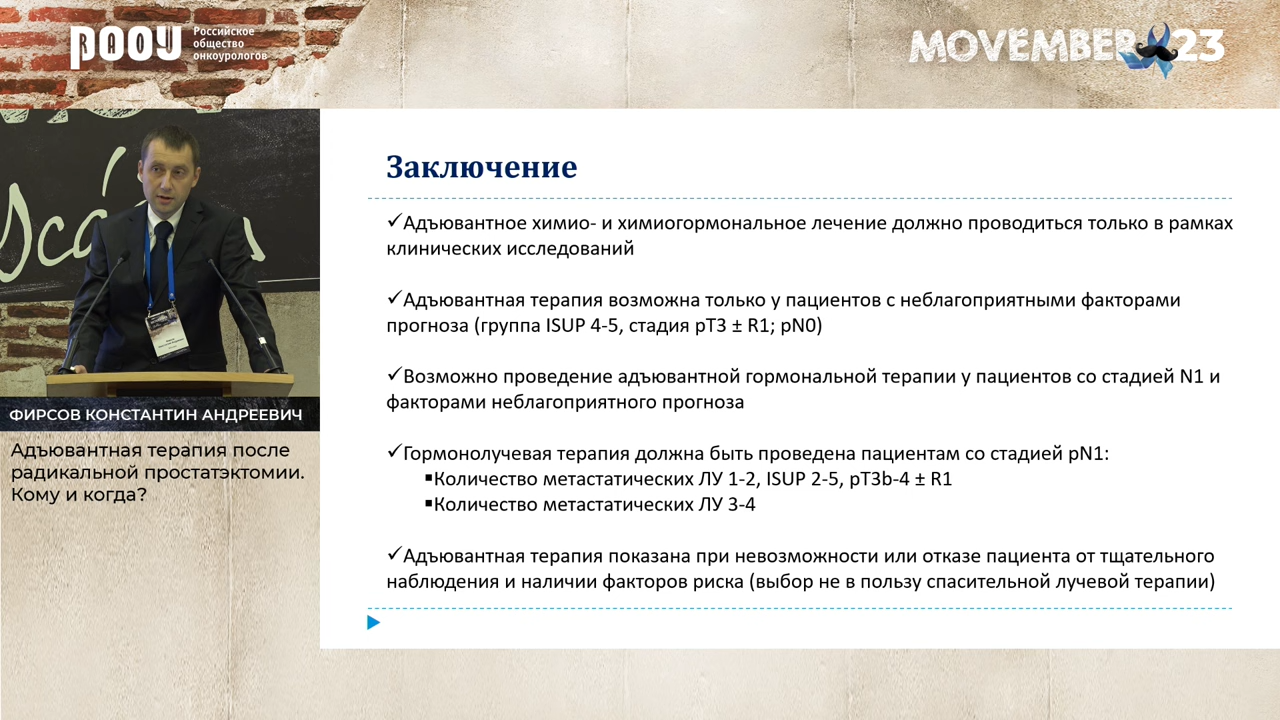 РООУ
Российское
общество
онкоурологов
MOVEMBER 23
ФИРСОВ КОНСТАНТИН АНДРЕЕВИЧ
Адъювантная терапия после
радикальной простатэктомии.
Кому и когда?
Заключение
✓Адъювантное химио- и химиогормональное лечение должно проводиться только в рамках
клинических исследований
✓Адъювантная терапия возможна только у пациентов с неблагоприятными факторами
прогноза (группа ISUP 4-5, стадия pT3 ± R1; pN0)
✓Возможно проведение адъювантной гормональной терапии у пациентов со стадией N1 и
факторами неблагоприятного прогноза
✓Гормонолучевая терапия должна быть проведена пациентам со стадией pN1:
▪Количество метастатических ЛУ 1-2, ISUP 2-5, pT3b-4 ± R1
▪Количество метастатических ЛУ 3-4
✓Адъювантная терапия показана при невозможности или отказе пациента от тщательного
наблюдения и наличии факторов риска (выбор не в пользу спасительной лучевой терапии)